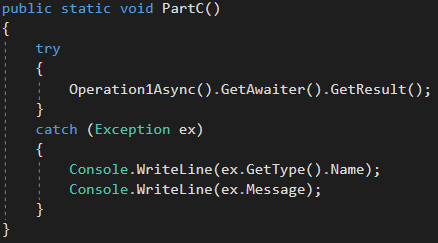 public static void PartC()
{
    try
    {
        Operation1Async().GetAwaiter().GetResult();
    }
    catch (Exception ex)
    {
        Console.WriteLine(ex.GetType().Name);
        Console.WriteLine(ex.Message);
    }
}